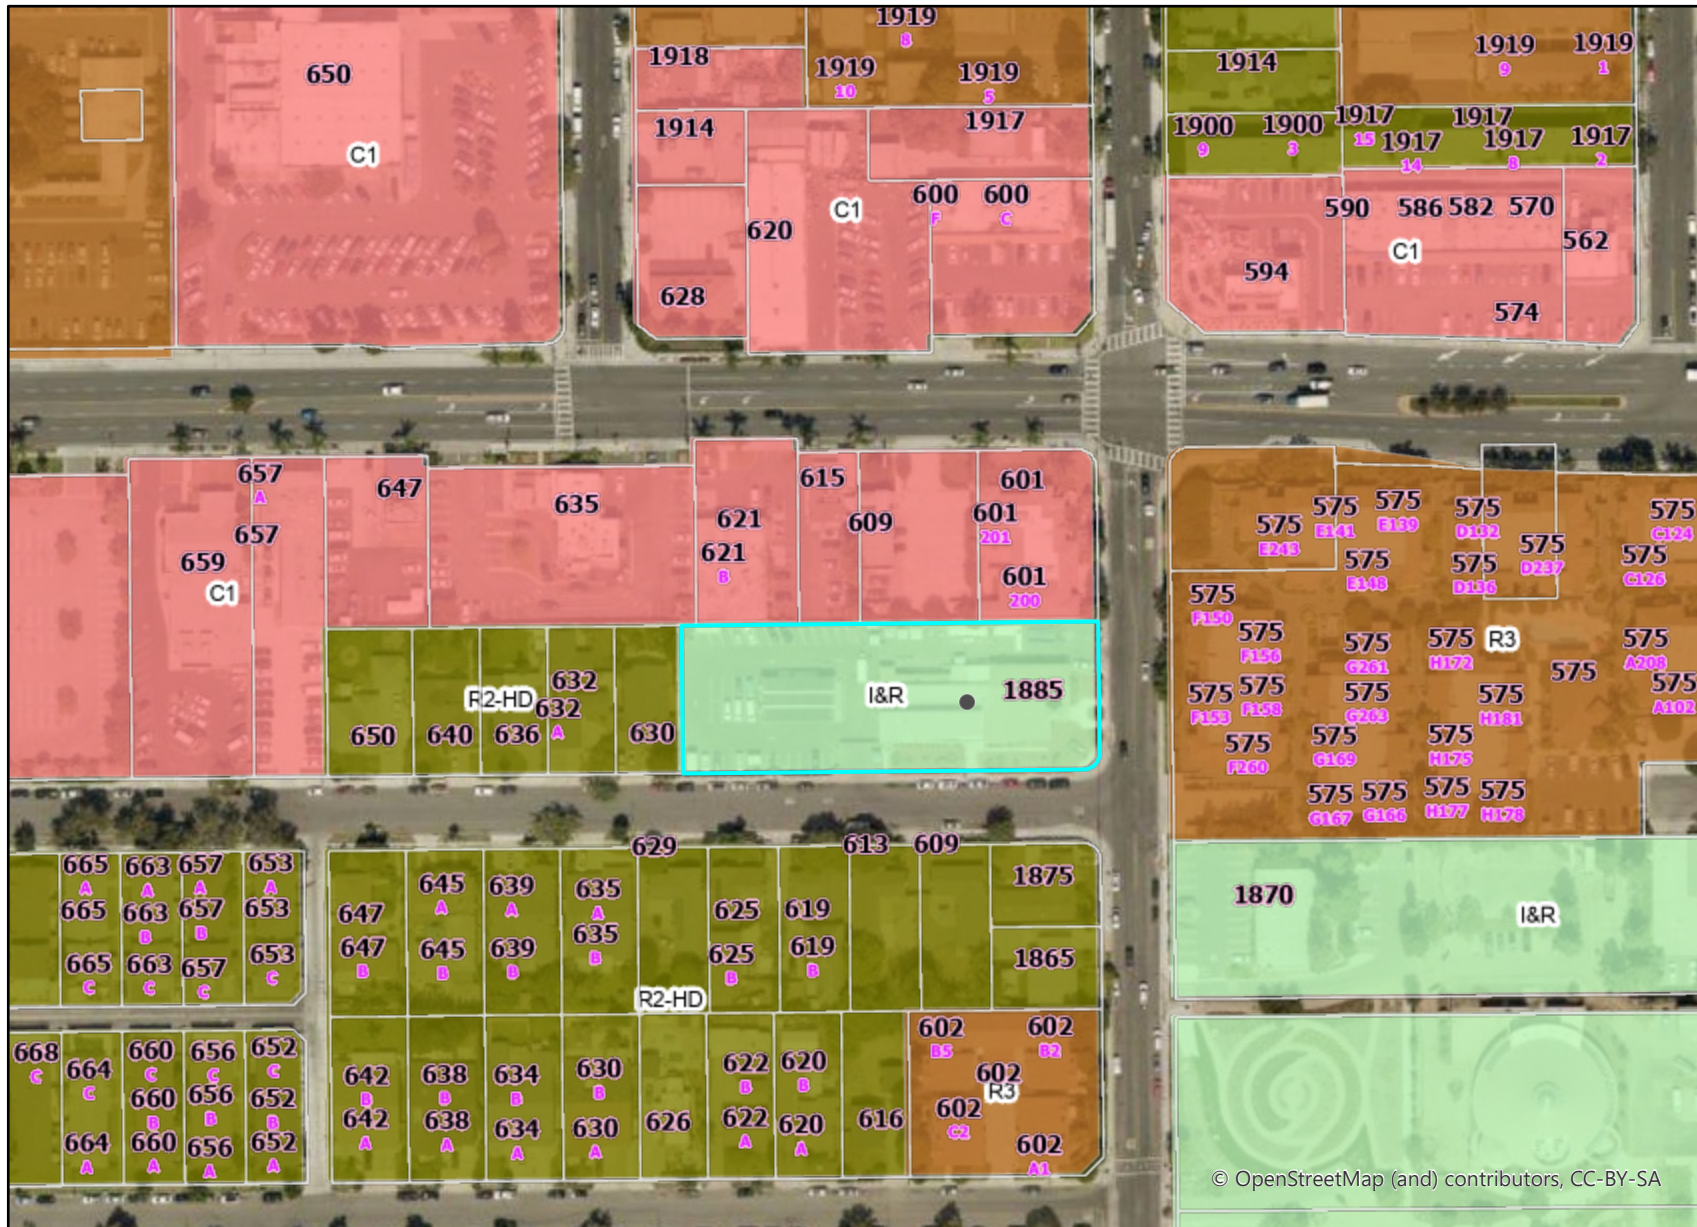 650
C1
1918
1919
8
1919
10
1919
5
1914
1917
C1
620
600
F
600
C
628
1914
1919
9
1919
1
1900
9
1900
3
1917
15
1917
14
1917
1917
8
1917
2
590
586
582
570
562
C1
594
574
657
A
657
659
C1
647
635
621
621
B
615
609
601
601
201
601
200
R2-HD
650
640
636
632
632
A
630
I&R
1885
575
E243
575
E141
575
E139
575
D132
575
C124
575
E148
575
D136
575
D237
575
C126
575
F150
575
F156
575
G261
575
H172
R3
575
A208
575
575
F153
575
F158
575
G263
575
H181
575
A102
575
F260
575
G169
575
H175
575
G167
575
G166
575
H177
575
H178
1870
I&R
665
A
663
A
657
A
653
A
665
663
B
657
B
653
665
C
663
C
657
C
653
C
629
613
609
647
647
B
645
A
645
B
639
A
639
B
635
A
635
B
625
625
B
619
619
B
1875
1865
R2-HD
668
C
664
C
660
C
656
C
652
C
660
B
656
B
652
B
664
A
660
A
656
A
652
A
642
B
642
A
638
B
638
A
634
B
634
A
630
B
630
A
626
622
B
622
A
620
B
620
A
616
602
B5
602
B2
602
R3
602
C2
602
A1
© OpenStreetMap (and) contributors, CC-BY-SA